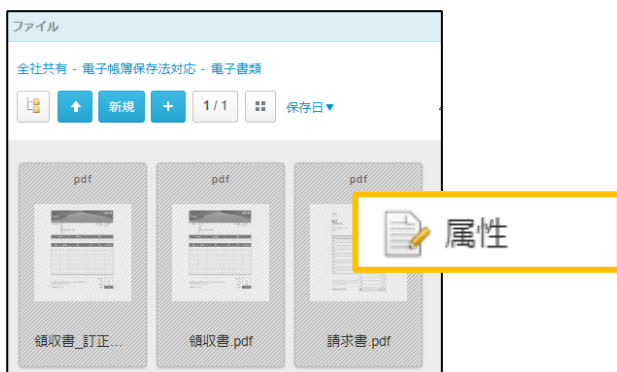 ファイル
全社共有 - 電子帳簿保存法対応 - 電子書類
新規 + 1 / 1 保存日▼
pdf pdf pdf
属性
領収書_訂正... 領収書.pdf 請求書.pdf